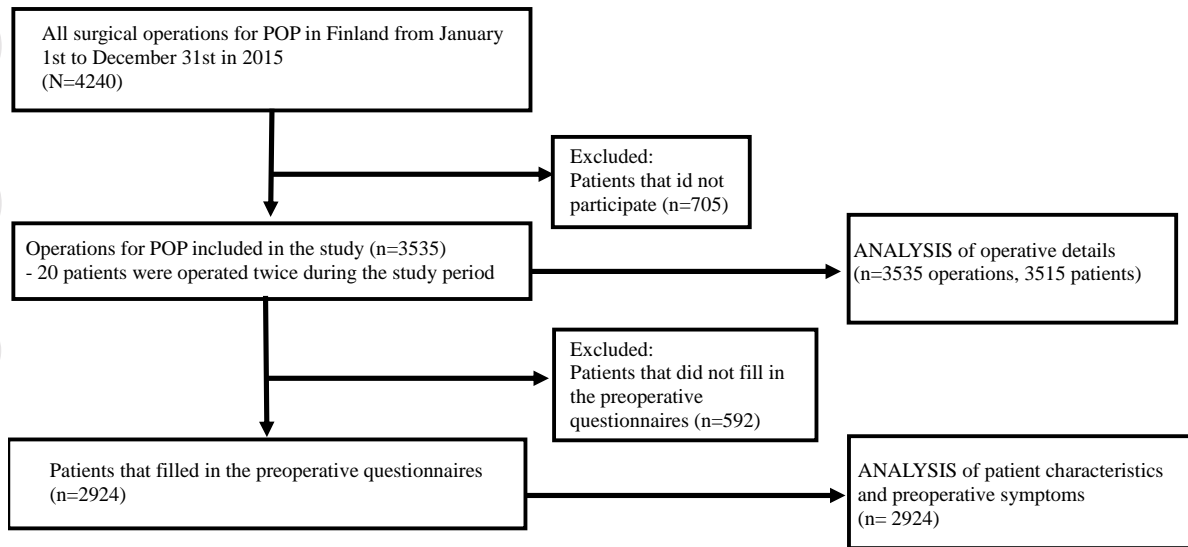 All surgical operations for POP in Finland from January
1st to December 31st in 2015
(N=4240)
Excluded:
Patients that id not
participate (n=705)
Operations for POP included in the study (n=3535)
- 20 patients were operated twice during the study period
ANALYSIS of operative details
(n=3535 operations, 3515 patients)
Excluded:
Patients that did not fill in
the preoperative
questionnaires (n=592)
Patients that filled in the preoperative questionnaires
(n=2924)
ANALYSIS of patient characteristics
and preoperative symptoms
(n= 2924)